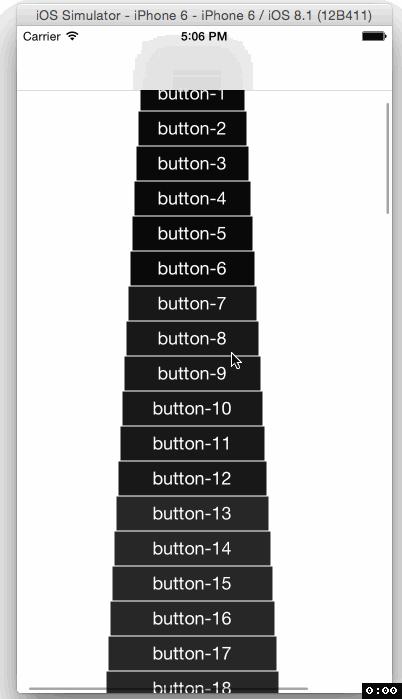 iOS Simulator - iPhone 6 - iPhone 6 / iOS 8.1 (12B411)
Carrier 5:06 PM
button-1
button-2
button-3
button-4
button-5
button-6
button-7
button-8
button-9
button-10
button-11
button-12
button-13
button-14
button-15
button-16
button-17
button-18
0:00